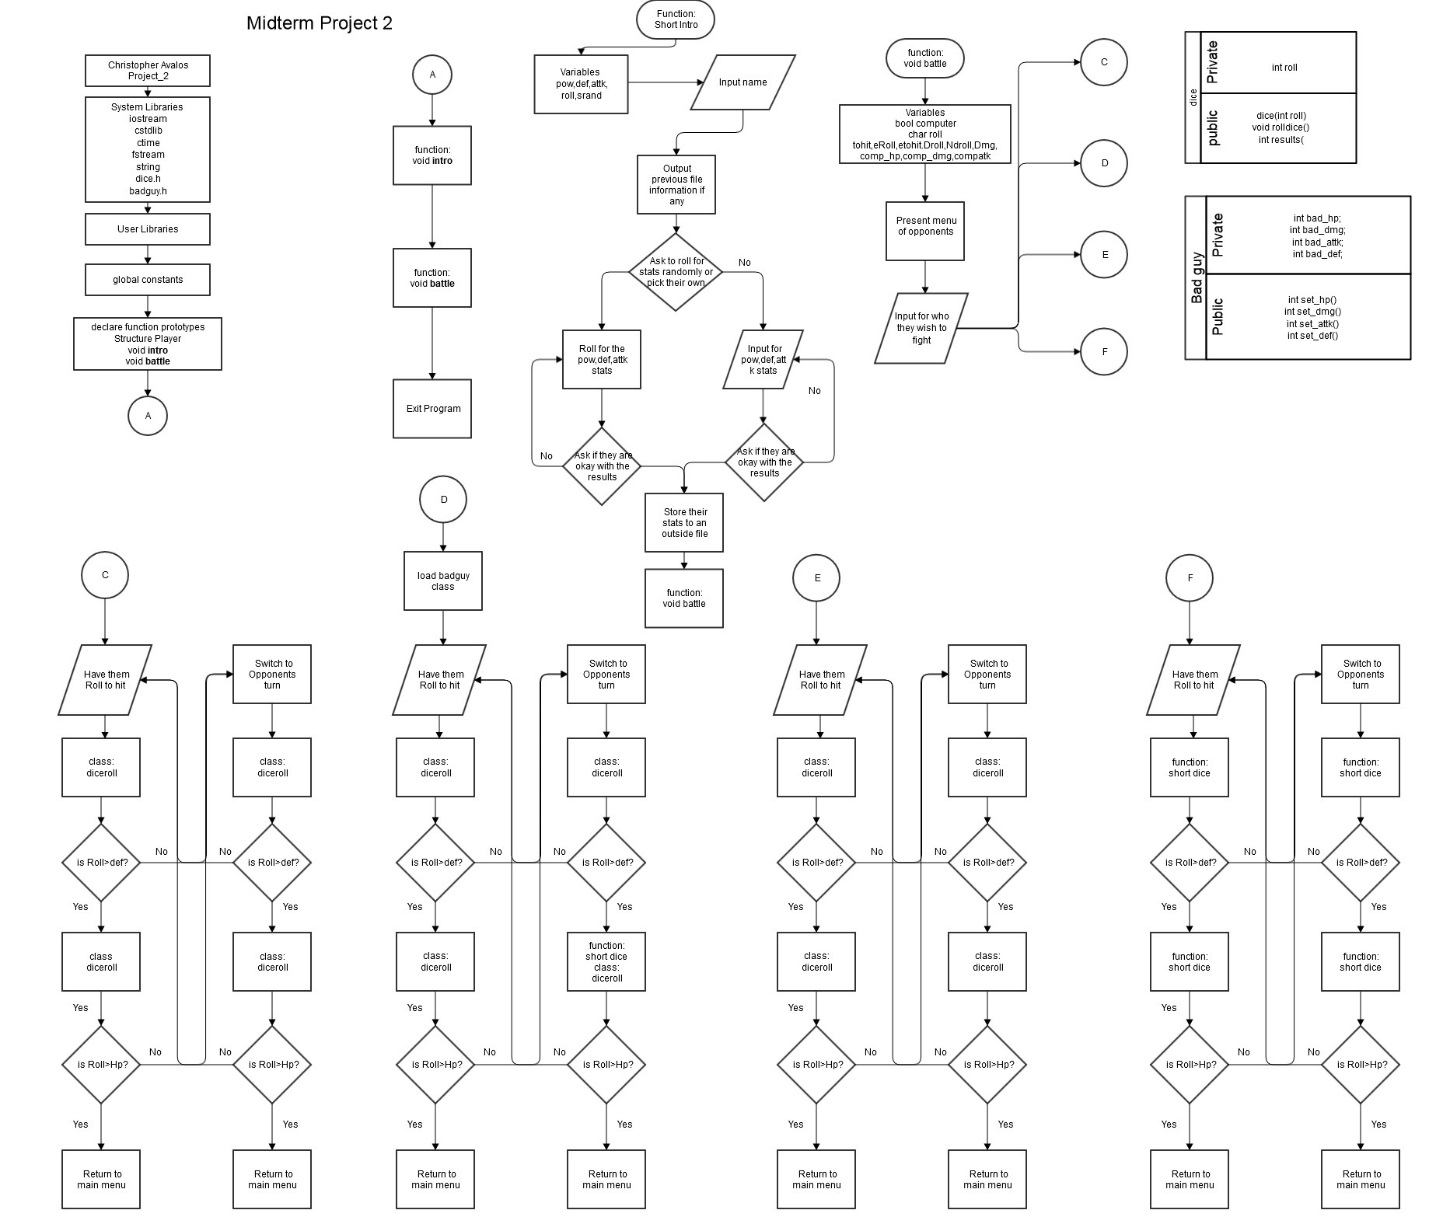 Midterm Project 2
Christopher Avalos
Project_2
System Libraries
iostream
cstdlib
ctime
fstream
string
dice.h
badguy.h
User Libraries
global constants
declare function prototypes
Structure Player
void intro
void battle
A
A
function:
void intro
function:
void battle
Exit Program
Function:
Short Intro
Variables
pow,def,attk,
roll,srand
Input name
Output
previous file
information if
any
Ask to roll for
stats randomly or
pick their own
No
Roll for the
pow,def,attk
stats
Input for
pow,def,att
k stats
No
No
Ask if they are
okay with the
results
Ask if they are
okay with the
results
Store their
stats to an
outside file
function:
void battle
function:
void battle
Variables
bool computer
char roll
tohit,eRoll,etohit.Droll,Ndroll,Dmg,
comp_hp,comp_dmg,compatk
Present menu
of opponents
Input for who
they wish to
fight
C
D
E
F
dice
Private
int roll
public
dice(int roll)
void rolldice()
int results(
Bad guy
Private
int bad_hp;
int bad_dmg;
int bad_attk;
int bad_def;
Public
int set_hp()
int set_dmg()
int set_attk()
int set_def()
C
Have them
Roll to hit
Switch to
Opponents
turn
class:
diceroll
class:
diceroll
is Roll>def?
No
No
is Roll>def?
Yes
Yes
class
diceroll
class:
diceroll
Yes
is Roll>Hp?
No
No
is Roll>Hp?
Yes
Yes
Return to
main menu
Return to
main menu
D
load badguy
class
Have them
Roll to hit
Switch to
Opponents
turn
class:
diceroll
class:
diceroll
is Roll>def?
No
No
is Roll>def?
Yes
Yes
class:
diceroll
function:
short dice
class:
diceroll
Yes
is Roll>Hp?
No
No
is Roll>Hp?
Yes
Yes
Return to
main menu
Return to
main menu
E
Have them
Roll to hit
Switch to
Opponents
turn
class:
diceroll
class:
diceroll
is Roll>def?
No
No
is Roll>def?
Yes
Yes
class:
diceroll
class:
diceroll
Yes
is Roll>Hp?
No
No
is Roll>Hp?
Yes
Yes
Return to
main menu
Return to
main menu
F
Have them
Roll to hit
Switch to
Opponents
turn
function:
short dice
function:
short dice
is Roll>def?
No
No
is Roll>def?
Yes
Yes
function:
short dice
function:
short dice
Yes
is Roll>Hp?
No
No
is Roll>Hp?
Yes
Yes
Return to
main menu
Return to
main menu